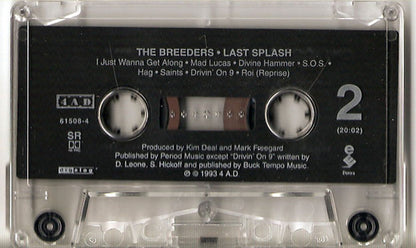 THE BREEDERS • LAST SPLASH
I Just Wanna Get Along • Mad Lucas • Divine Hammer • S.O.S. •
Hag • Saints • Drivin' On 9 • Roi (Reprise)
4 A D
61508-4
SR
2
(20:02)
Produced by Kim Deal and Mark Freegard
Published by Period Music except "Drivin' On 9" written by
D. Leone, S. Hickoff and published by Buck Tempo Music.
℗ © 1993 4 A.D